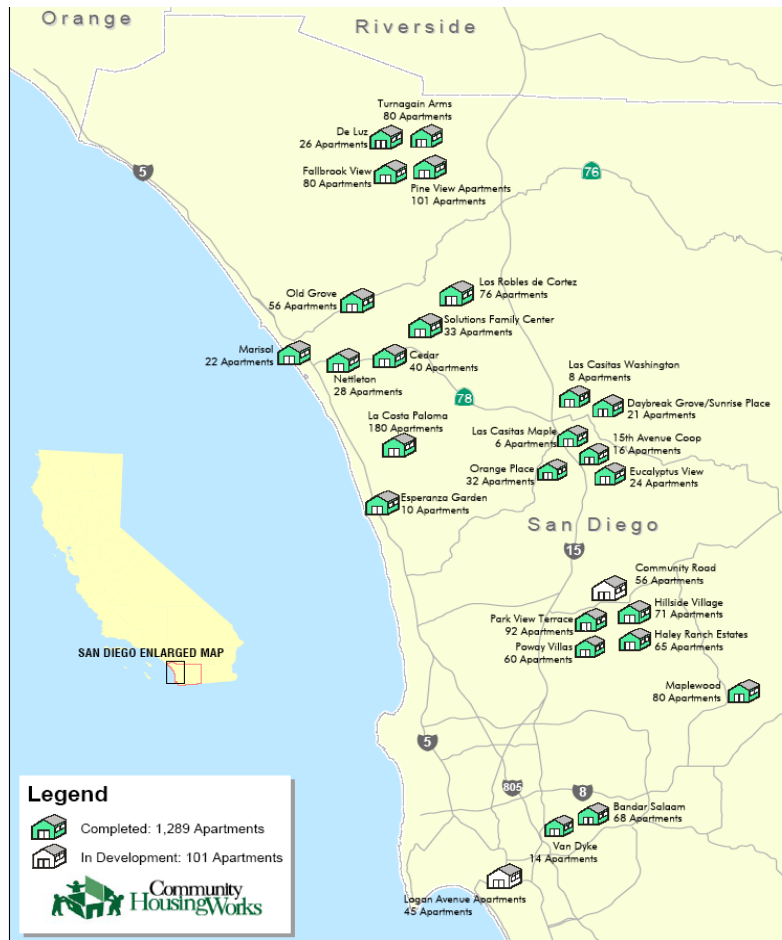 Orange
Riverside
Turnagain Arms
80 Apartments
De Luz
26 Apartments
Fallbrook View
80 Apartments
Pine View Apartments
101 Apartments
5
76
Los Robles de Cortez
76 Apartments
Old Grove
56 Apartments
Solutions Family Center
33 Apartments
Marisol
22 Apartments
Cedar
40 Apartments
Nettleton
28 Apartments
Las Casitas Washington
8 Apartments
78
Daybreak Grove/Sunrise Place
21 Apartments
La Costa Paloma
180 Apartments
Las Casitas Maple
6 Apartments
15th Avenue Coop
16 Apartments
Orange Place
32 Apartments
Eucalyptus View
24 Apartments
Esperanza Garden
10 Apartments
San Diego
15
Community Road
56 Apartments
Hillside Village
71 Apartments
Park View Terrace
92 Apartments
Haley Ranch Estates
65 Apartments
Poway Villas
60 Apartments
SAN DIEGO ENLARGED MAP
Maplewood
80 Apartments
5
805
8
Bandar Salaam
68 Apartments
Van Dyke
14 Apartments
Logan Avenue Apartments
45 Apartments
Legend
Completed: 1,289 Apartments
In Development: 101 Apartments
Community
HousingWorks